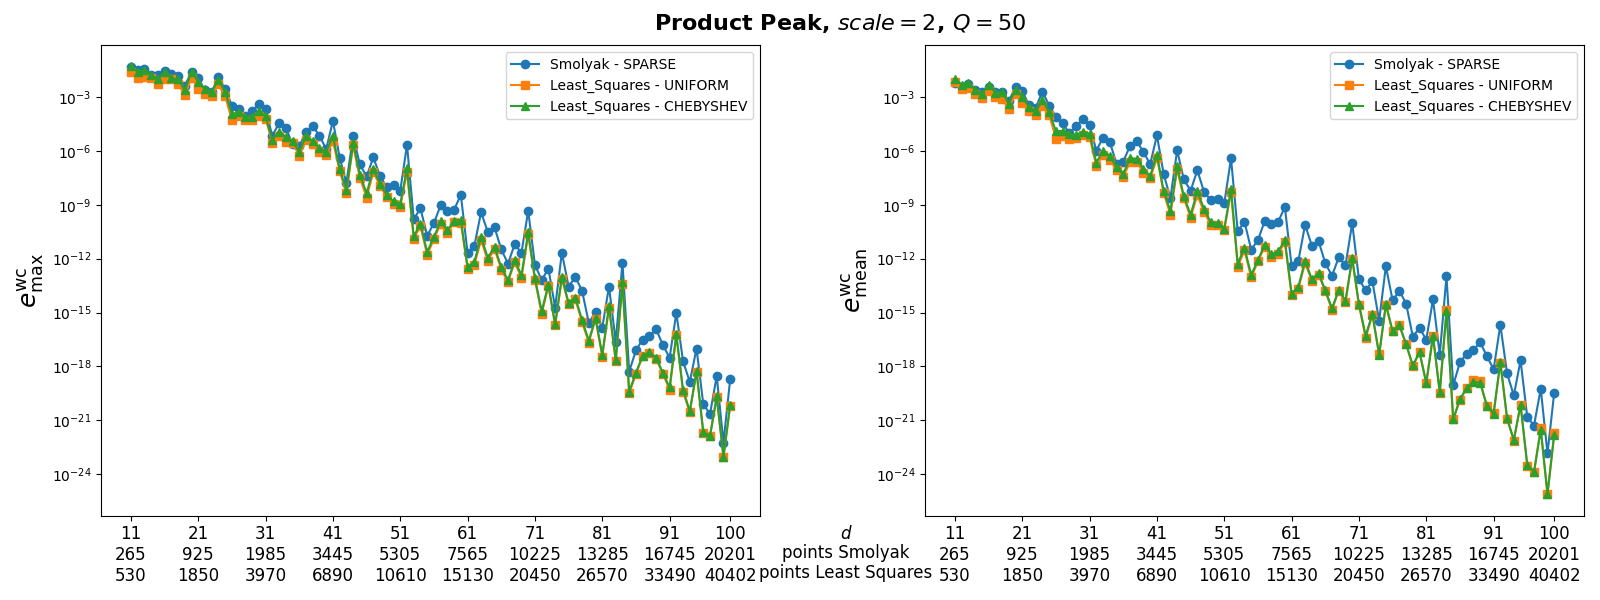 Product Peak, scale = 2, Q = 50
Smolyak - SPARSE
Least_Squares - UNIFORM
Least_Squares - CHEBYSHEV
10⁻³
10⁻⁶
10⁻⁹
10⁻¹²
10⁻¹⁵
10⁻¹⁸
10⁻²¹
10⁻²⁴
e wc max
11 21 31 41 51 61 71 81 91 100
265 925 1985 3445 5305 7565 10225 13285 16745 20201
530 1850 3970 6890 10610 15130 20450 26570 33490 40402
d
points Smolyak
points Least Squares
Smolyak - SPARSE
Least_Squares - UNIFORM
Least_Squares - CHEBYSHEV
10⁻³
10⁻⁶
10⁻⁹
10⁻¹²
10⁻¹⁵
10⁻¹⁸
10⁻²¹
10⁻²⁴
e wc mean
11 21 31 41 51 61 71 81 91 100
265 925 1985 3445 5305 7565 10225 13285 16745 20201
530 1850 3970 6890 10610 15130 20450 26570 33490 40402